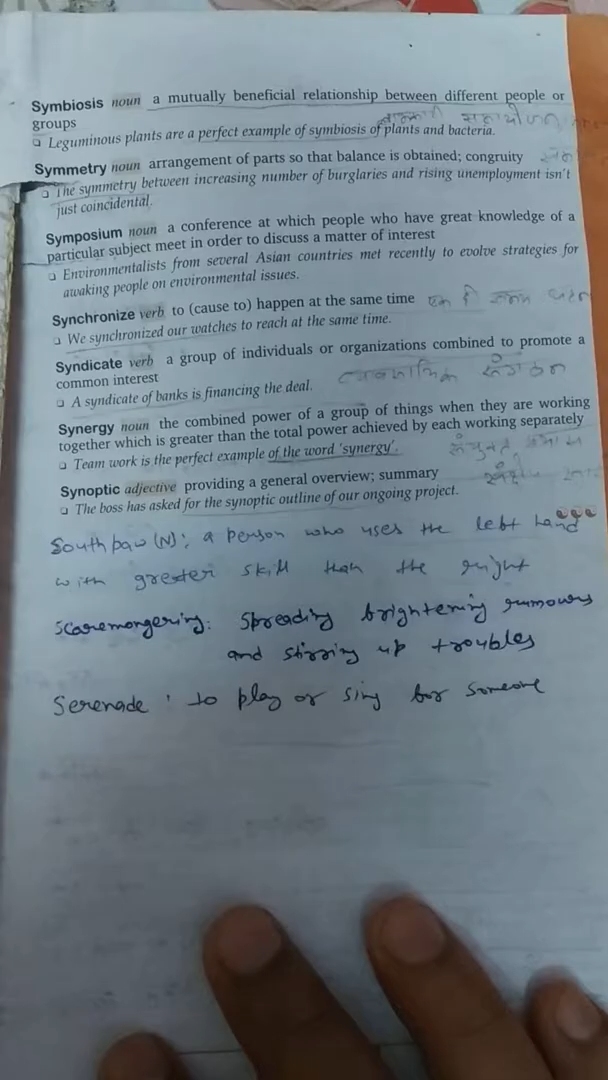 Symbiosis noun a mutually beneficial relationship between different people or
groups
❑ Leguminous plants are a perfect example of symbiosis of plants and bacteria.
Symmetry noun arrangement of parts so that balance is obtained; congruity
❑ The symmetry between increasing number of burglaries and rising unemployment isn't
just coincidental.
Symposium noun a conference at which people who have great knowledge of a
particular subject meet in order to discuss a matter of interest
❑ Environmentalists from several Asian countries met recently to evolve strategies for
awaking people on environmental issues.
Synchronize verb to (cause to) happen at the same time एक ही समय
❑ We synchronized our watches to reach at the same time.
Syndicate verb a group of individuals or organizations combined to promote a
common interest
❑ A syndicate of banks is financing the deal. व्यवसायिक संगठन
Synergy noun the combined power of a group of things when they are working
together which is greater than the total power achieved by each working separately
❑ Team work is the perfect example of the word 'synergy'.
Synoptic adjective providing a general overview; summary
❑ The boss has asked for the synoptic outline of our ongoing project.
Southpaw (N): a person who uses the left hand
with greater skill than the right
Scaremongering: Spreading brightening rumours
and stirring up troubles
Serenade: to play or sing for someone